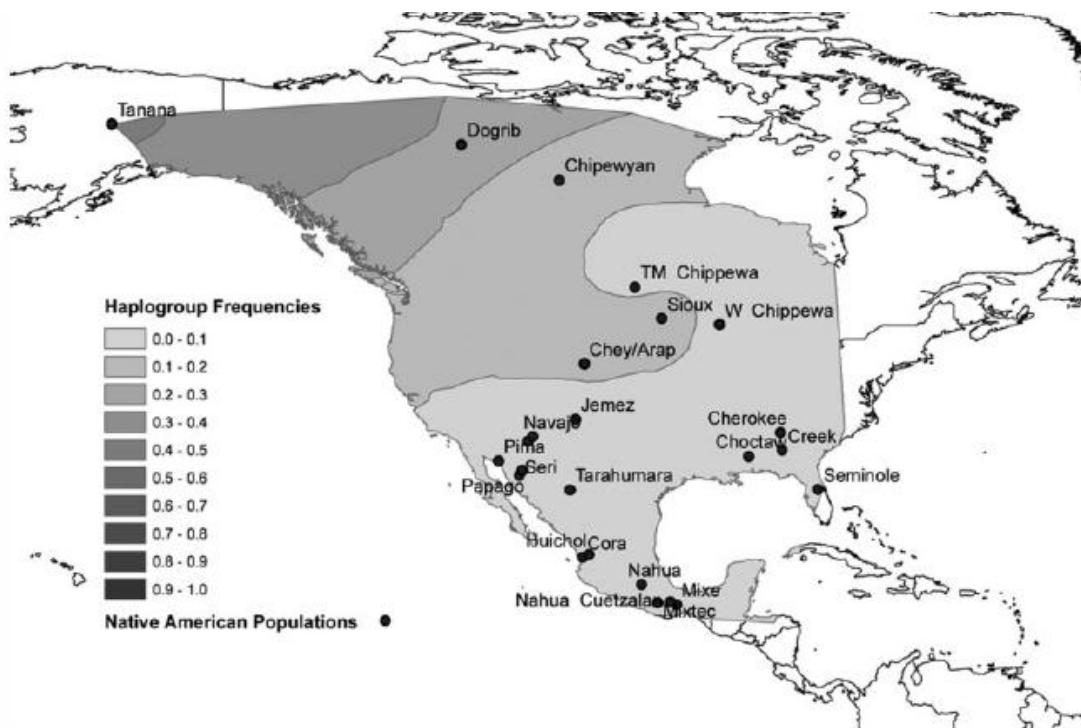 Tanana
Dogrib
Chipewyan
TM Chippewa
Sioux
W Chippewa
Chey/Arap
Haplogroup Frequencies
0.0 - 0.1
0.1 - 0.2
0.2 - 0.3
0.3 - 0.4
0.4 - 0.5
0.5 - 0.6
0.6 - 0.7
0.7 - 0.8
0.8 - 0.9
0.9 - 1.0
Native American Populations
Jemez
Navajo
Pima
Seri
Papago
Tarahumara
Cherokee
Choctaw
Creek
Seminole
Huichol
Cora
Nahua
Nahua Cuetzalan
Mixe
Mixtec